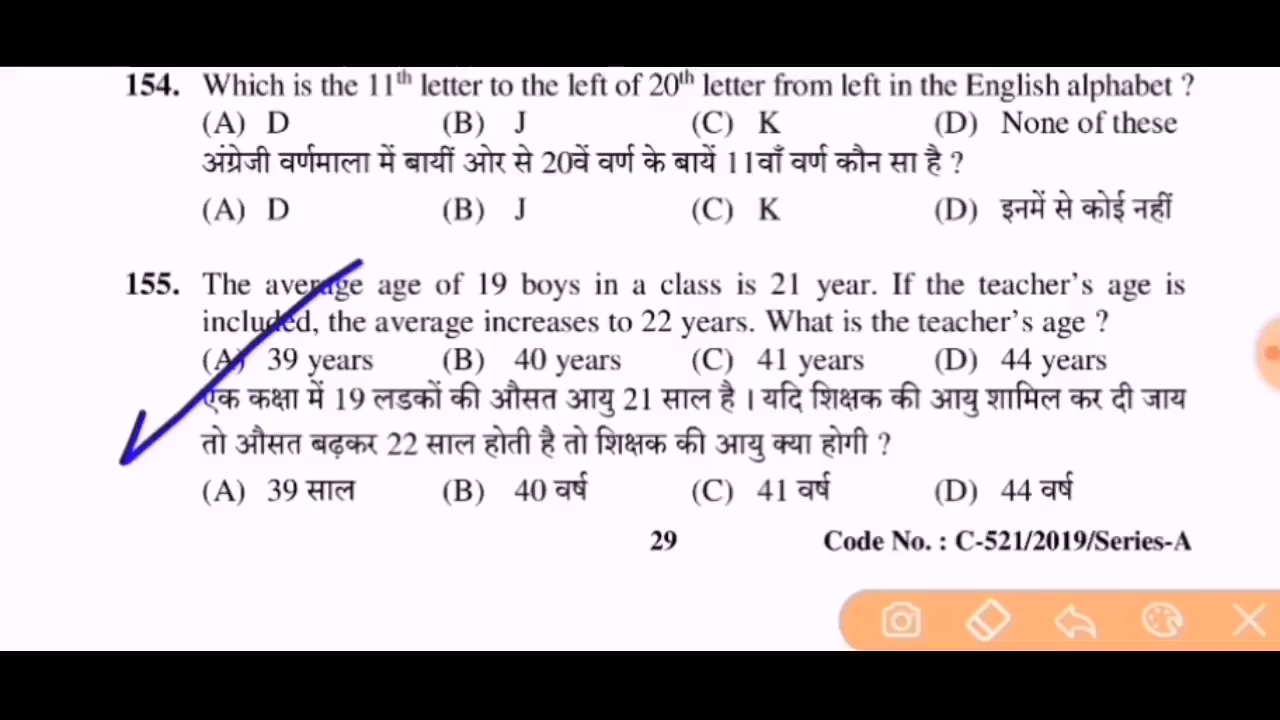 154. Which is the 11th letter to the left of 20th letter from left in the English alphabet ?
(A) D (B) J (C) K (D) None of these
अंग्रेजी वर्णमाला में बायीं ओर से 20वें वर्ण के बायें 11वाँ वर्ण कौन सा है ?
(A) D (B) J (C) K (D) इनमें से कोई नहीं
155. The average age of 19 boys in a class is 21 year. If the teacher's age is
included, the average increases to 22 years. What is the teacher's age ?
(A) 39 years (B) 40 years (C) 41 years (D) 44 years
एक कक्षा में 19 लडकों की औसत आयु 21 साल है । यदि शिक्षक की आयु शामिल कर दी जाय
तो औसत बढ़कर 22 साल होती है तो शिक्षक की आयु क्या होगी ?
(A) 39 साल (B) 40 वर्ष (C) 41 वर्ष (D) 44 वर्ष
29 Code No. : C-521/2019/Series-A